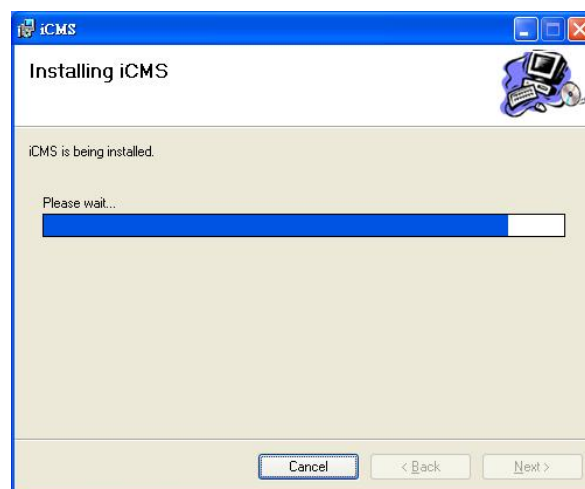 iCMS
Installing iCMS
iCMS is being installed.
Please wait...
Cancel
< Back
Next >